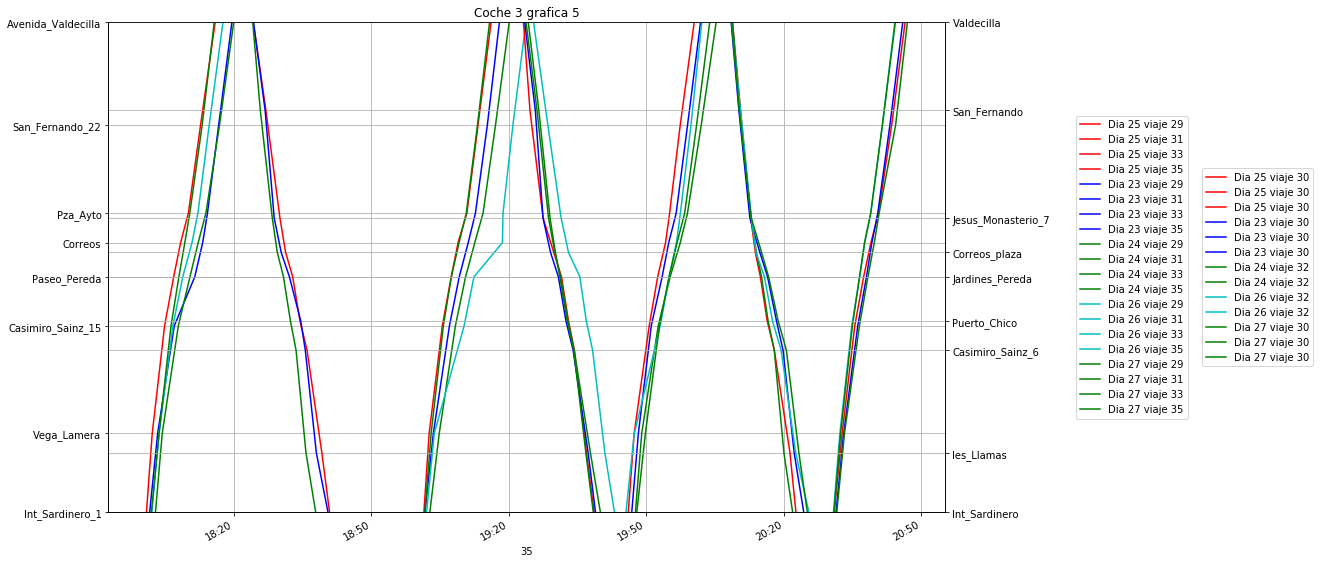 Coche 3 grafica 5
Avenida_Valdecilla
San_Fernando_22
Pza_Ayto
Correos
Paseo_Pereda
Casimiro_Sainz_15
Vega_Lamera
Int_Sardinero_1
Valdecilla
San_Fernando
Jesus_Monasterio_7
Correos_plaza
Jardines_Pereda
Puerto_Chico
Casimiro_Sainz_6
Ies_Llamas
Int_Sardinero
18:20
18:50
19:20
19:50
20:20
20:50
35
Dia 25 viaje 29
Dia 25 viaje 31
Dia 25 viaje 33
Dia 25 viaje 35
Dia 23 viaje 29
Dia 23 viaje 31
Dia 23 viaje 33
Dia 23 viaje 35
Dia 24 viaje 29
Dia 24 viaje 31
Dia 24 viaje 33
Dia 24 viaje 35
Dia 26 viaje 29
Dia 26 viaje 31
Dia 26 viaje 33
Dia 26 viaje 35
Dia 27 viaje 29
Dia 27 viaje 31
Dia 27 viaje 33
Dia 27 viaje 35
Dia 25 viaje 30
Dia 25 viaje 30
Dia 25 viaje 30
Dia 23 viaje 30
Dia 23 viaje 30
Dia 23 viaje 30
Dia 24 viaje 32
Dia 24 viaje 32
Dia 26 viaje 32
Dia 26 viaje 32
Dia 27 viaje 30
Dia 27 viaje 30
Dia 27 viaje 30